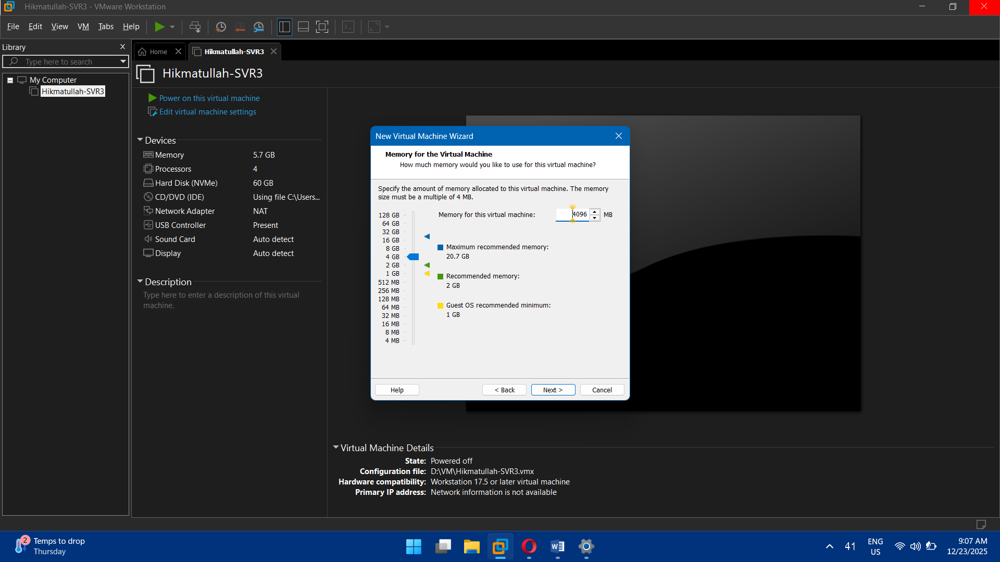 Hikmatullah-SVR3 - VMware Workstation
File Edit View VM Tabs Help
Library
Type here to search
My Computer
Hikmatullah-SVR3
Home
Hikmatullah-SVR3
Hikmatullah-SVR3
Power on this virtual machine
Edit virtual machine settings
Devices
Memory 5.7 GB
Processors 4
Hard Disk (NVMe) 60 GB
CD/DVD (IDE) Using file C:\Users...
Network Adapter NAT
USB Controller Present
Sound Card Auto detect
Display Auto detect
Description
Type here to enter a description of this virtual
machine.
New Virtual Machine Wizard
Memory for the Virtual Machine
How much memory would you like to use for this virtual machine?
Specify the amount of memory allocated to this virtual machine. The memory
size must be a multiple of 4 MB.
Memory for this virtual machine: 4096 MB
128 GB
64 GB
32 GB
16 GB
8 GB
4 GB
2 GB
1 GB
512 MB
256 MB
128 MB
64 MB
32 MB
16 MB
8 MB
4 MB
Maximum recommended memory:
20.7 GB
Recommended memory:
2 GB
Guest OS recommended minimum:
1 GB
Help < Back Next > Cancel
Virtual Machine Details
State: Powered off
Configuration file: D:\VM\Hikmatullah-SVR3.vmx
Hardware compatibility: Workstation 17.5 or later virtual machine
Primary IP address: Network information is not available
2
Temps to drop
Thursday
41
ENG
US
9:07 AM
12/23/2025